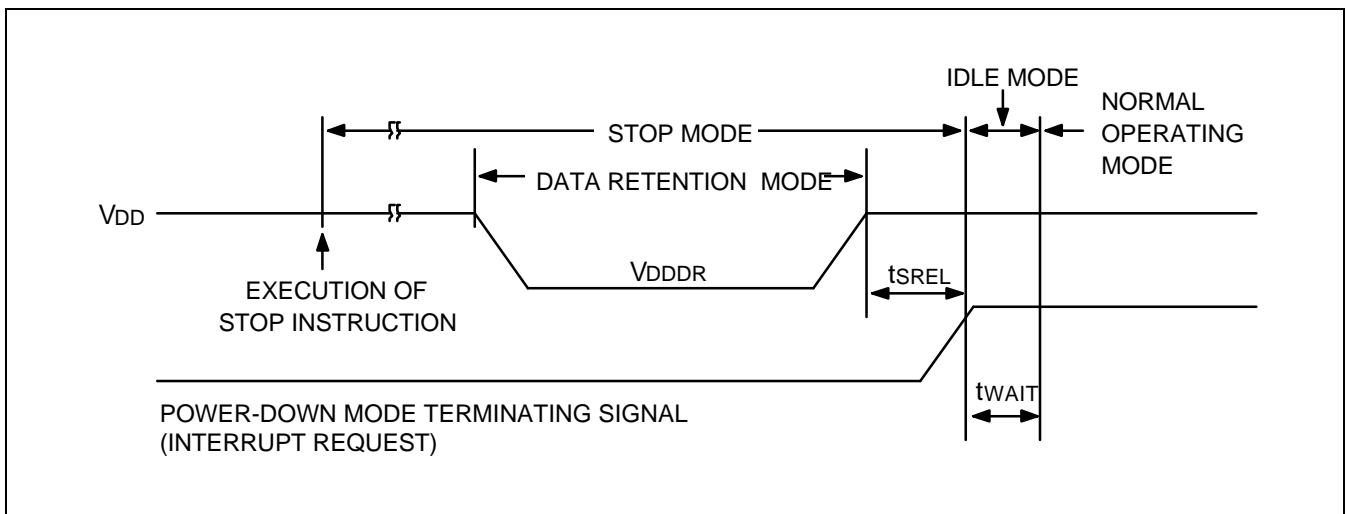 IDLE MODE
NORMAL
OPERATING
MODE
STOP MODE
DATA RETENTION MODE
VDD
VDDDR
tSREL
EXECUTION OF
STOP INSTRUCTION
tWAIT
POWER-DOWN MODE TERMINATING SIGNAL
(INTERRUPT REQUEST)